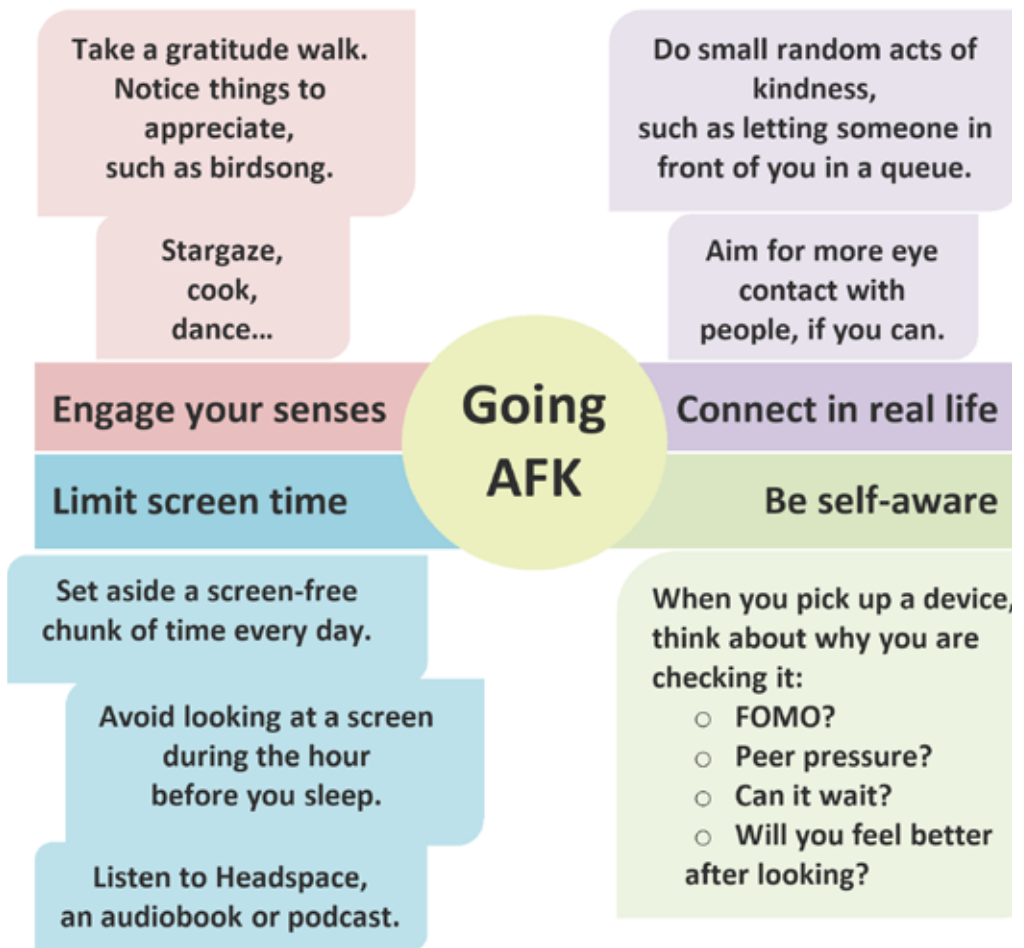 Take a gratitude walk.
Notice things to
appreciate,
such as birdsong.
Stargaze,
cook,
dance...
Engage your senses
Do small random acts of
kindness,
such as letting someone in
front of you in a queue.
Aim for more eye
contact with
people, if you can.
Connect in real life
Going
AFK
Limit screen time
Set aside a screen-free
chunk of time every day.
Avoid looking at a screen
during the hour
before you sleep.
Listen to Headspace,
an audiobook or podcast.
Be self-aware
When you pick up a device,
think about why you are
checking it:
○ FOMO?
○ Peer pressure?
○ Can it wait?
○ Will you feel better
after looking?